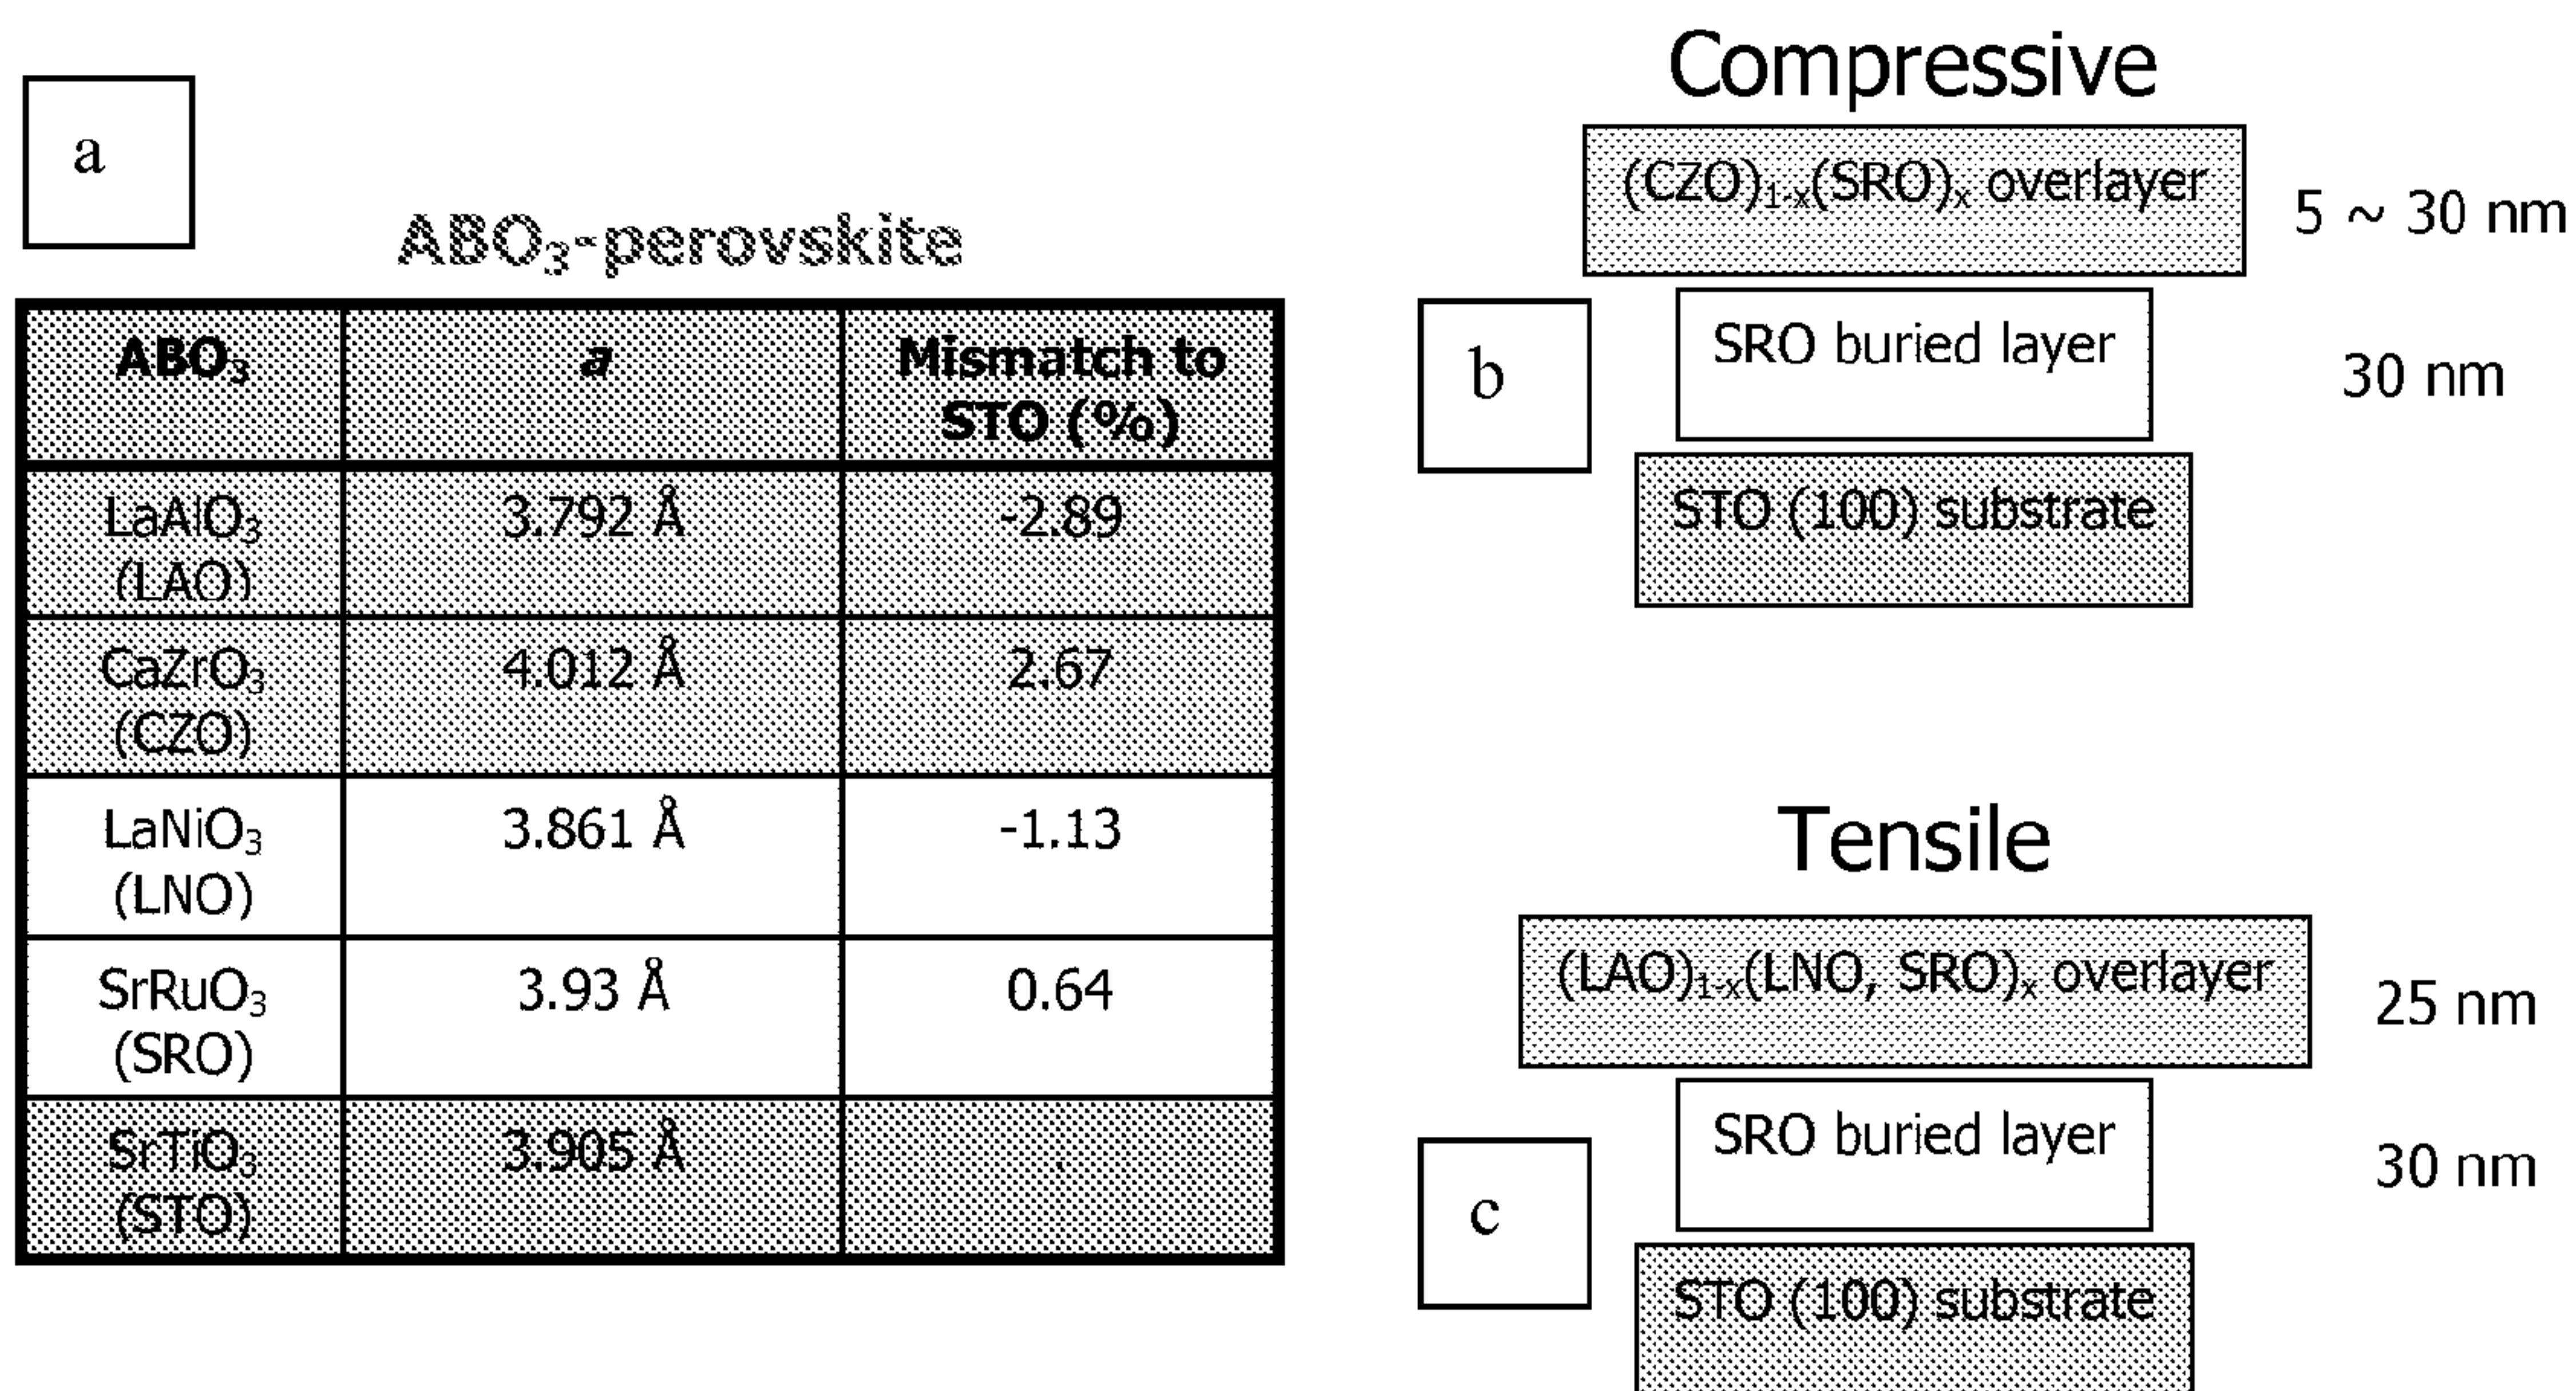 a
ABO₃-perovskite
ABO₃ a Mismatch to STO (%)
LaAlO₃ (LAO) 3.792 Å -2.89
CaZrO₃ (CZO) 4.012 Å 2.67
LaNiO₃ (LNO) 3.861 Å -1.13
SrRuO₃ (SRO) 3.93 Å 0.64
SrTiO₃ (STO) 3.905 Å .
Compressive
(CZO)₁₋ₓ(SRO)ₓ overlayer 5 ~ 30 nm
b
SRO buried layer 30 nm
STO (100) substrate
Tensile
(LAO)₁₋ₓ(LNO, SRO)ₓ overlayer 25 nm
c
SRO buried layer 30 nm
STO (100) substrate